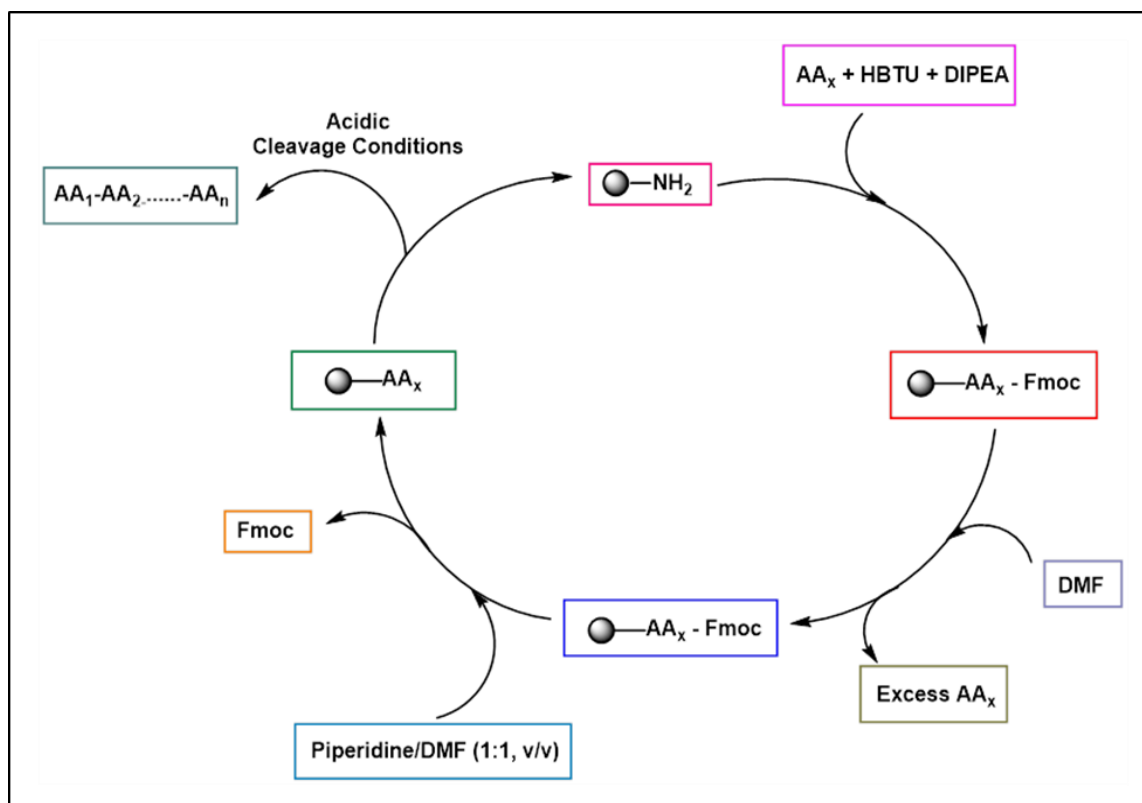 AAx + HBTU + DIPEA
Acidic
Cleavage Conditions
AA1-AA2-......-AAn
NH2
AAx
AAx - Fmoc
Fmoc
DMF
AAx - Fmoc
Excess AAx
Piperidine/DMF (1:1, v/v)